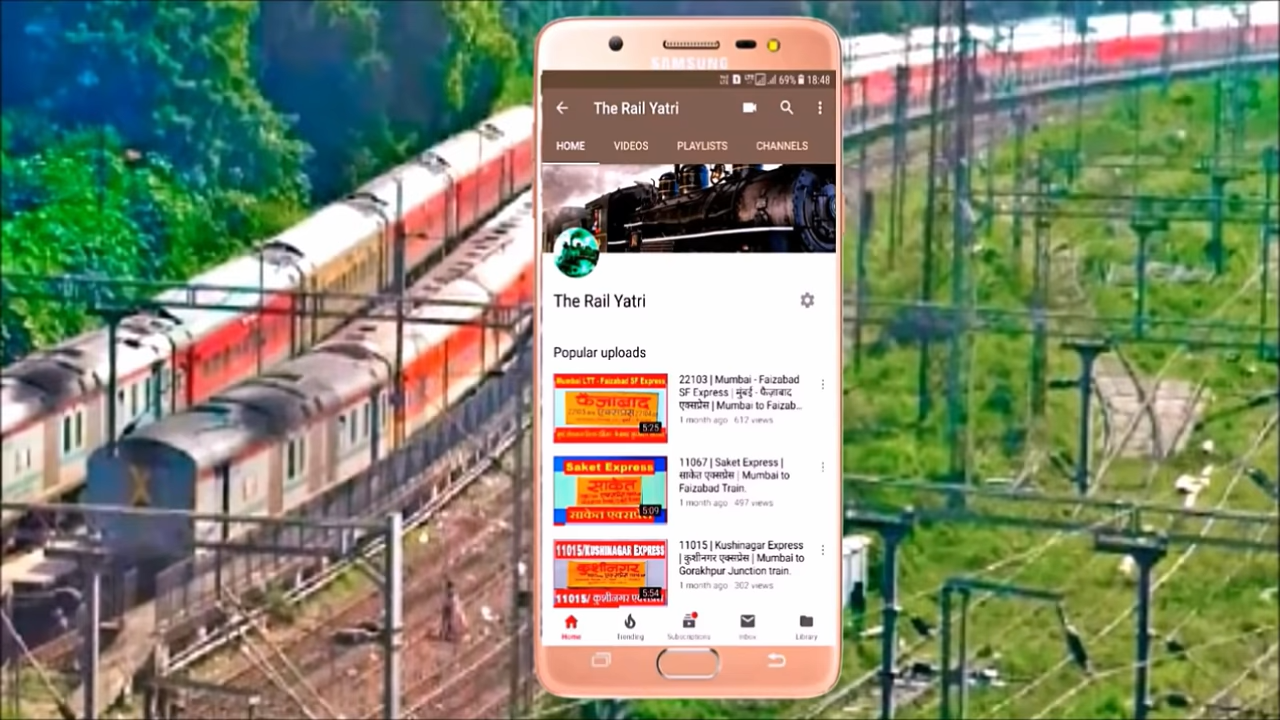 SAMSUNG
69% 18:48
The Rail Yatri
HOME VIDEOS PLAYLISTS CHANNELS
The Rail Yatri
Popular uploads
Mumbai LTT - Faizabad SF Express
फैजाबाद
एक्सप्रेस
5:25
22103 | Mumbai - Faizabad
SF Express | मुंबई - फैज़ाबाद
एक्सप्रेस | Mumbai to Faizab...
1 month ago 612 views
Saket Express
साकेत
साकेत एक्सप्रेस
5:09
11067 | Saket Express |
साकेत एक्सप्रेस | Mumbai to
Faizabad Train.
1 month ago 497 views
11015/KUSHINAGAR EXPRESS
कुशीनगर
11015/ कुशीनगर एक्सप्रेस
5:54
11015 | Kushinagar Express
| कुशीनगर एक्सप्रेस | Mumbai to
Gorakhpur Junction train.
1 month ago 302 views
Home Trending Subscriptions Inbox Library